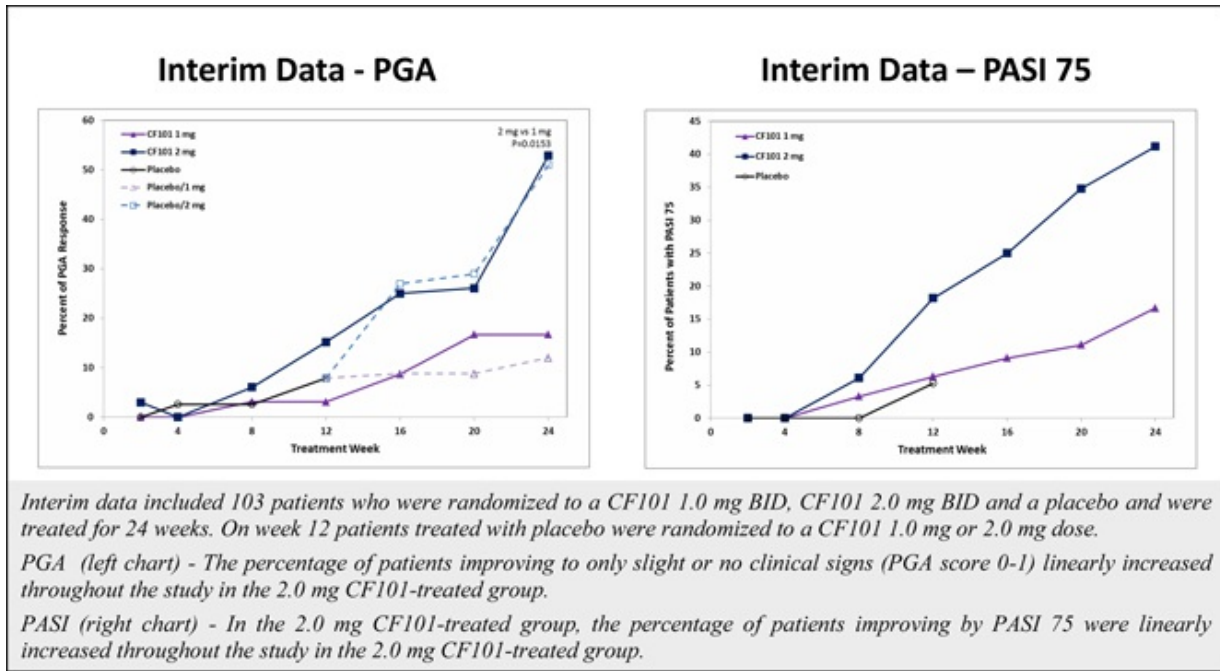 Interim Data - PGA
60
50
40
30
20
10
0
Percent of PGA Response
CF101 1 mg
CF101 2 mg
Placebo
Placebo/1 mg
Placebo/2 mg
2 mg vs 1 mg
P=0.0153
0 4 8 12 16 20 24
Treatment Week
Interim Data – PASI 75
45
40
35
30
25
20
15
10
5
0
Percent of Patients with PASI 75
CF101 1 mg
CF101 2 mg
Placebo
0 4 8 12 16 20 24
Treatment Week
Interim data included 103 patients who were randomized to a CF101 1.0 mg BID, CF101 2.0 mg BID and a placebo and were
treated for 24 weeks. On week 12 patients treated with placebo were randomized to a CF101 1.0 mg or 2.0 mg dose.
PGA (left chart) - The percentage of patients improving to only slight or no clinical signs (PGA score 0-1) linearly increased
throughout the study in the 2.0 mg CF101-treated group.
PASI (right chart) - In the 2.0 mg CF101-treated group, the percentage of patients improving by PASI 75 were linearly
increased throughout the study in the 2.0 mg CF101-treated group.